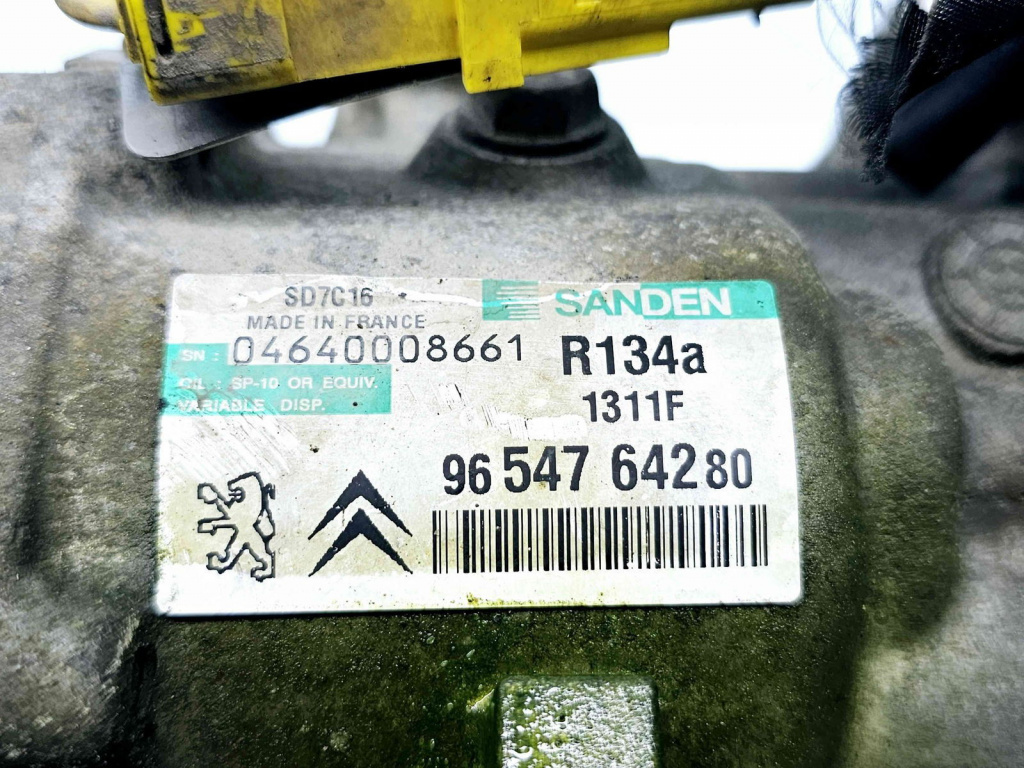 SD7C16
SANDEN
MADE IN FRANCE
SN : 04640008661
R134a
OIL : SP-10 OR EQUIV.
VARIABLE DISP.
1311F
96 547 642 80